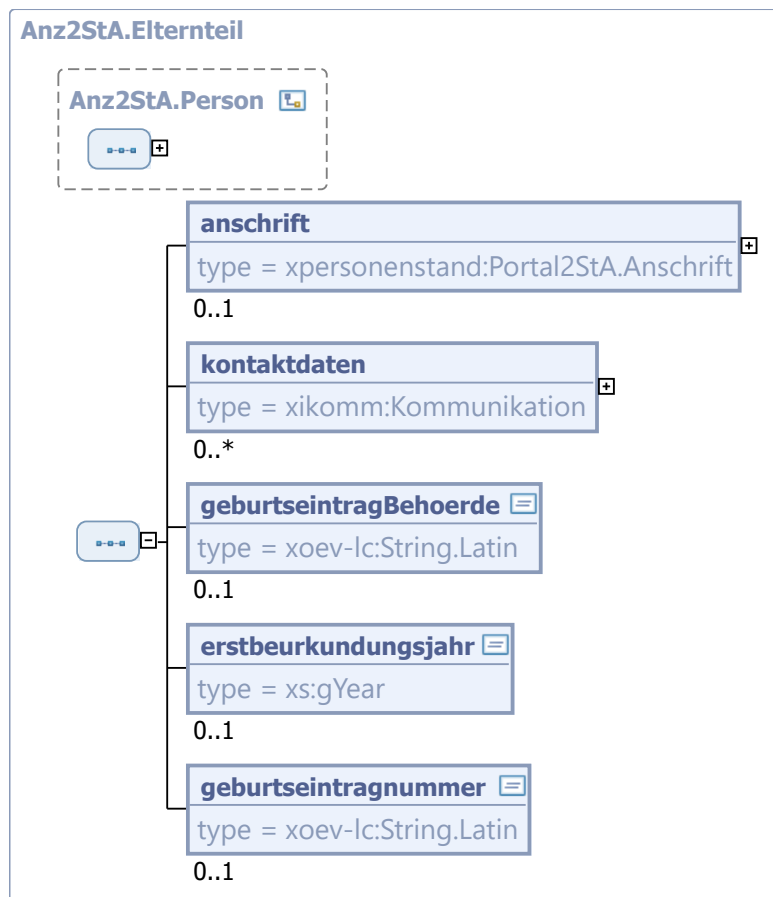 Anz2StA.Elternteil
Anz2StA.Person
anschrift
type = xpersonenstand:Portal2StA.Anschrift
0..1
kontaktdaten
type = xikomm:Kommunikation
0..*
geburtseintragBehoerde
type = xoev-lc:String.Latin
0..1
erstbeurkundungsjahr
type = xs:gYear
0..1
geburtseintragnummer
type = xoev-lc:String.Latin
0..1